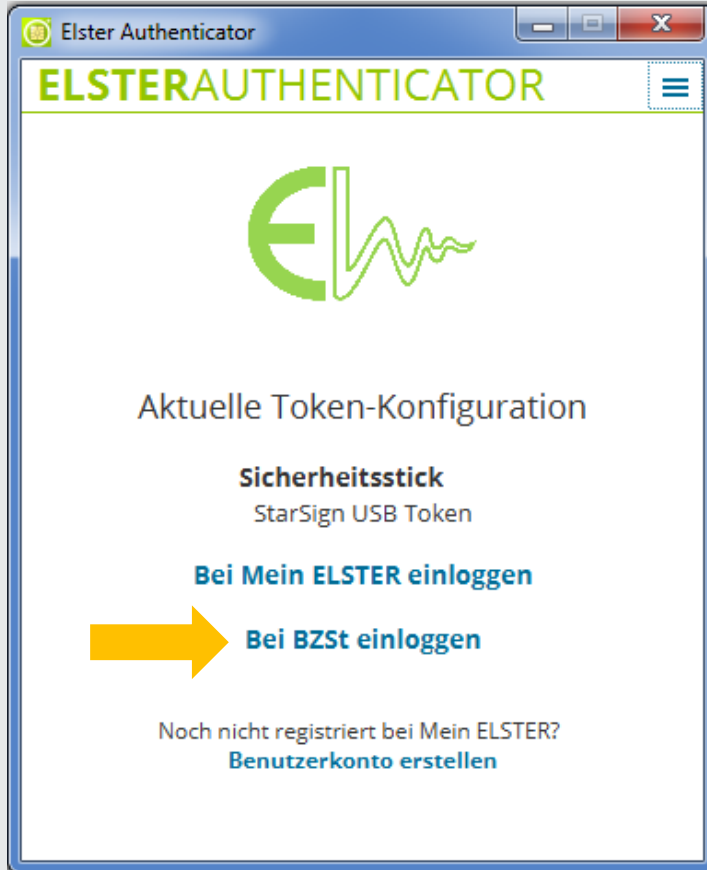 Elster Authenticator
ELSTERAUTHENTICATOR
Aktuelle Token-Konfiguration
Sicherheitsstick
StarSign USB Token
Bei Mein ELSTER einloggen
Bei BZSt einloggen
Noch nicht registriert bei Mein ELSTER?
Benutzerkonto erstellen